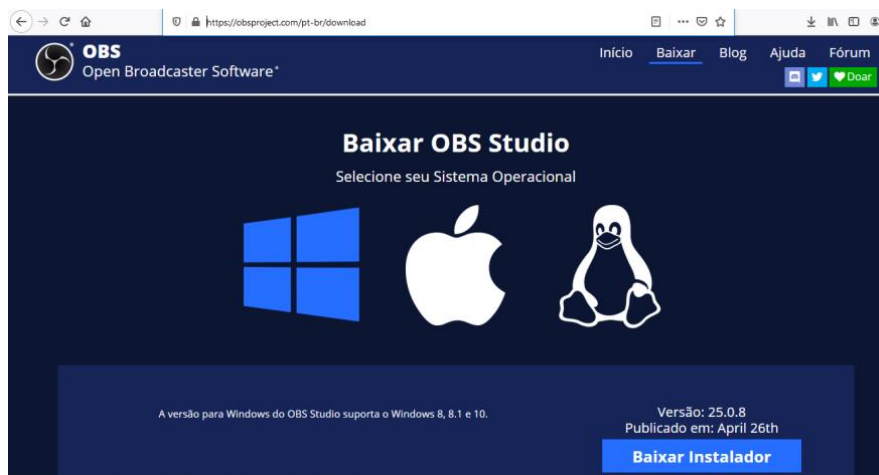 https://obsproject.com/pt-br/download
OBS
Open Broadcaster Software
Início Baixar Blog Ajuda Fórum
Doar
Baixar OBS Studio
Selecione seu Sistema Operacional
A versão para Windows do OBS Studio suporta o Windows 8, 8.1 e 10.
Versão: 25.0.8
Publicado em: April 26th
Baixar Instalador